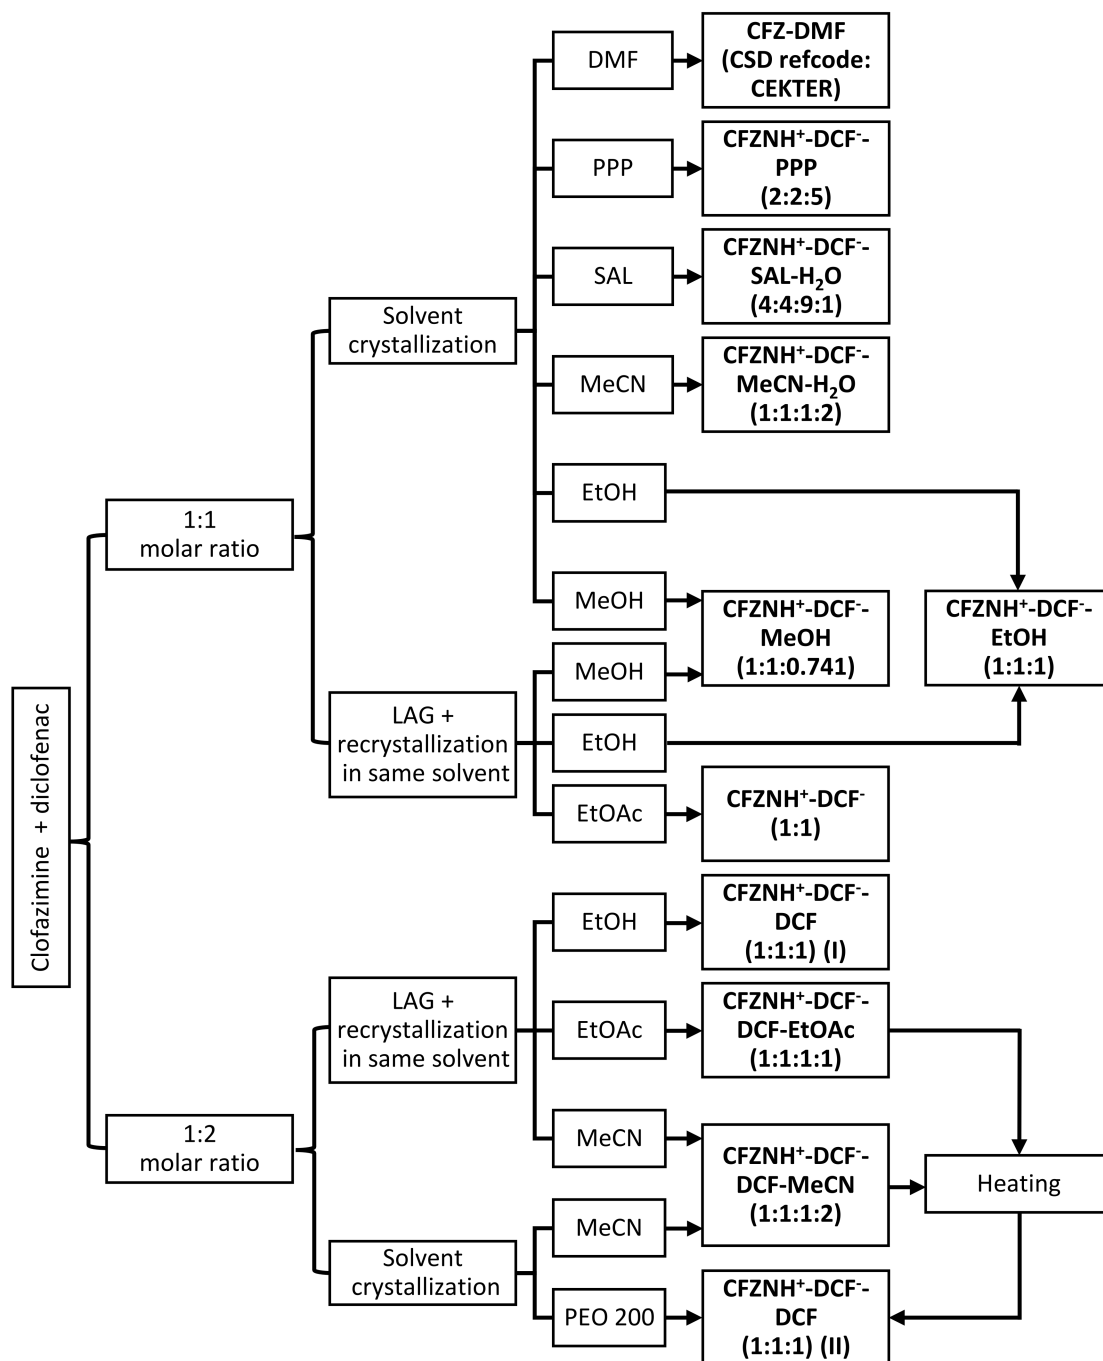 Clofazimine + diclofenac
1:1
molar ratio
Solvent
crystallization
DMF
CFZ-DMF
(CSD refcode:
CEKTER)
PPP
CFZNH⁺-DCF⁻-
PPP
(2:2:5)
SAL
CFZNH⁺-DCF⁻-
SAL-H₂O
(4:4:9:1)
MeCN
CFZNH⁺-DCF⁻-
MeCN-H₂O
(1:1:1:2)
EtOH
MeOH
CFZNH⁺-DCF⁻-
MeOH
(1:1:0.741)
CFZNH⁺-DCF⁻-
EtOH
(1:1:1)
LAG +
recrystallization
in same solvent
MeOH
EtOH
EtOAc
CFZNH⁺-DCF⁻
(1:1)
1:2
molar ratio
LAG +
recrystallization
in same solvent
EtOH
CFZNH⁺-DCF⁻-
DCF
(1:1:1) (I)
EtOAc
CFZNH⁺-DCF⁻-
DCF-EtOAc
(1:1:1:1)
MeCN
CFZNH⁺-DCF⁻-
DCF-MeCN
(1:1:1:2)
Heating
Solvent
crystallization
MeCN
PEO 200
CFZNH⁺-DCF⁻-
DCF
(1:1:1) (II)